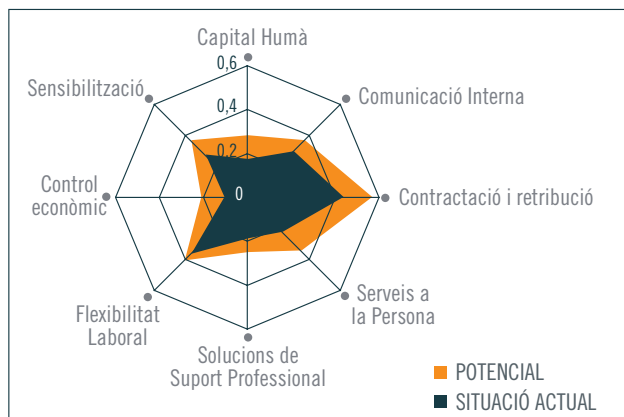 Capital Humà
0,6
Sensibilització
Comunicació Interna
0,4
0,2
Control
econòmic
0
Contractació i retribució
Flexibilitat
Laboral
Serveis a
la Persona
Solucions de
Suport Professional
POTENCIAL
SITUACIÓ ACTUAL